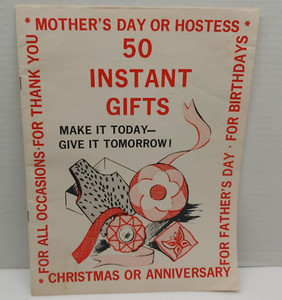 * MOTHER'S DAY OR HOSTESS *
50
INSTANT
GIFTS
MAKE IT TODAY—
GIVE IT TOMORROW!
* FOR ALL OCCASIONS · FOR THANK YOU
FOR FATHER'S DAY · FOR BIRTHDAYS
CHRISTMAS OR ANNIVERSARY *